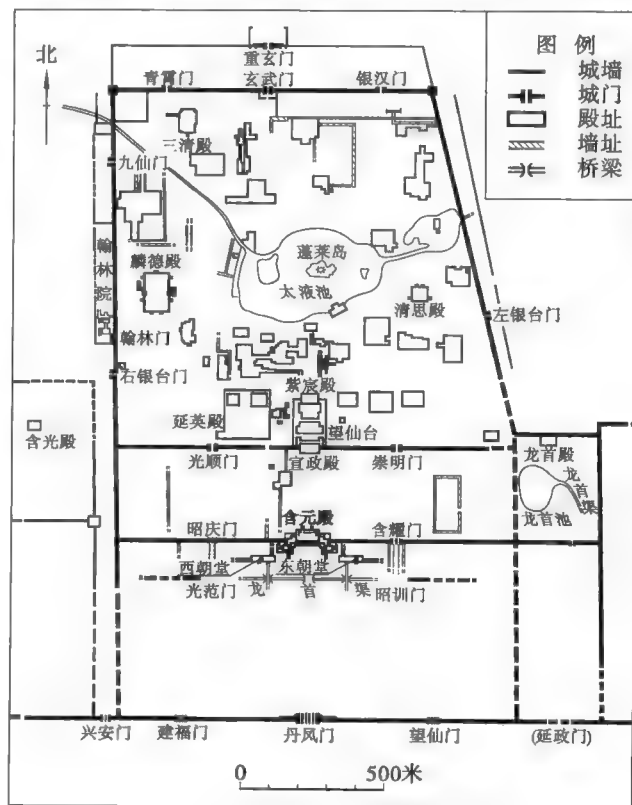 北
重玄门
青霄门
玄武门
银汉门
图例
城墙
城门
殿址
墙址
桥梁
三清殿
九仙门
翰林院
麟德殿
蓬莱岛
太液池
清思殿
左银台门
翰林门
右银台门
紫宸殿
延英殿
望仙台
含光殿
光顺门
宣政殿
崇明门
龙首殿
龙首渠
龙首池
昭庆门
含元殿
含耀门
西朝堂
东朝堂
光范门
龙首渠
昭训门
兴安门
建福门
丹凤门
望仙门
(延政门)
0 500米